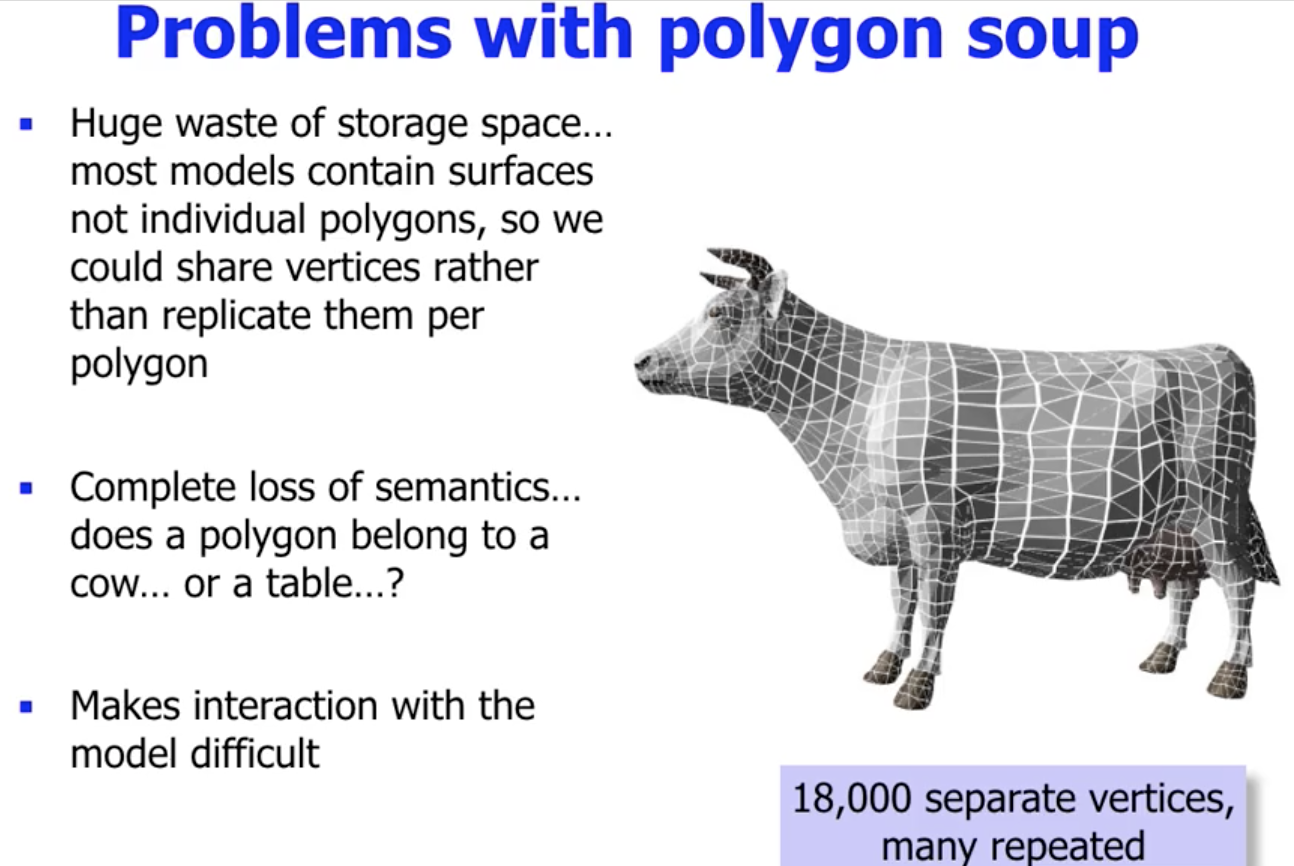 Problems with polygon soup
▪ Huge waste of storage space…
most models contain surfaces
not individual polygons, so we
could share vertices rather
than replicate them per
polygon
▪ Complete loss of semantics…
does a polygon belong to a
cow… or a table…?
▪ Makes interaction with the
model difficult
18,000 separate vertices,
many repeated